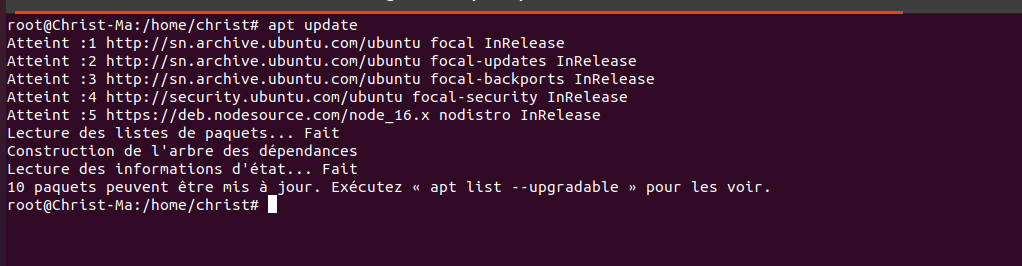 root@Christ-Ma:/home/christ# apt update
Atteint :1 http://sn.archive.ubuntu.com/ubuntu focal InRelease
Atteint :2 http://sn.archive.ubuntu.com/ubuntu focal-updates InRelease
Atteint :3 http://sn.archive.ubuntu.com/ubuntu focal-backports InRelease
Atteint :4 http://security.ubuntu.com/ubuntu focal-security InRelease
Atteint :5 https://deb.nodesource.com/node_16.x nodistro InRelease
Lecture des listes de paquets... Fait
Construction de l'arbre des dépendances
Lecture des informations d'état... Fait
10 paquets peuvent être mis à jour. Exécutez « apt list --upgradable » pour les voir.
root@Christ-Ma:/home/christ#